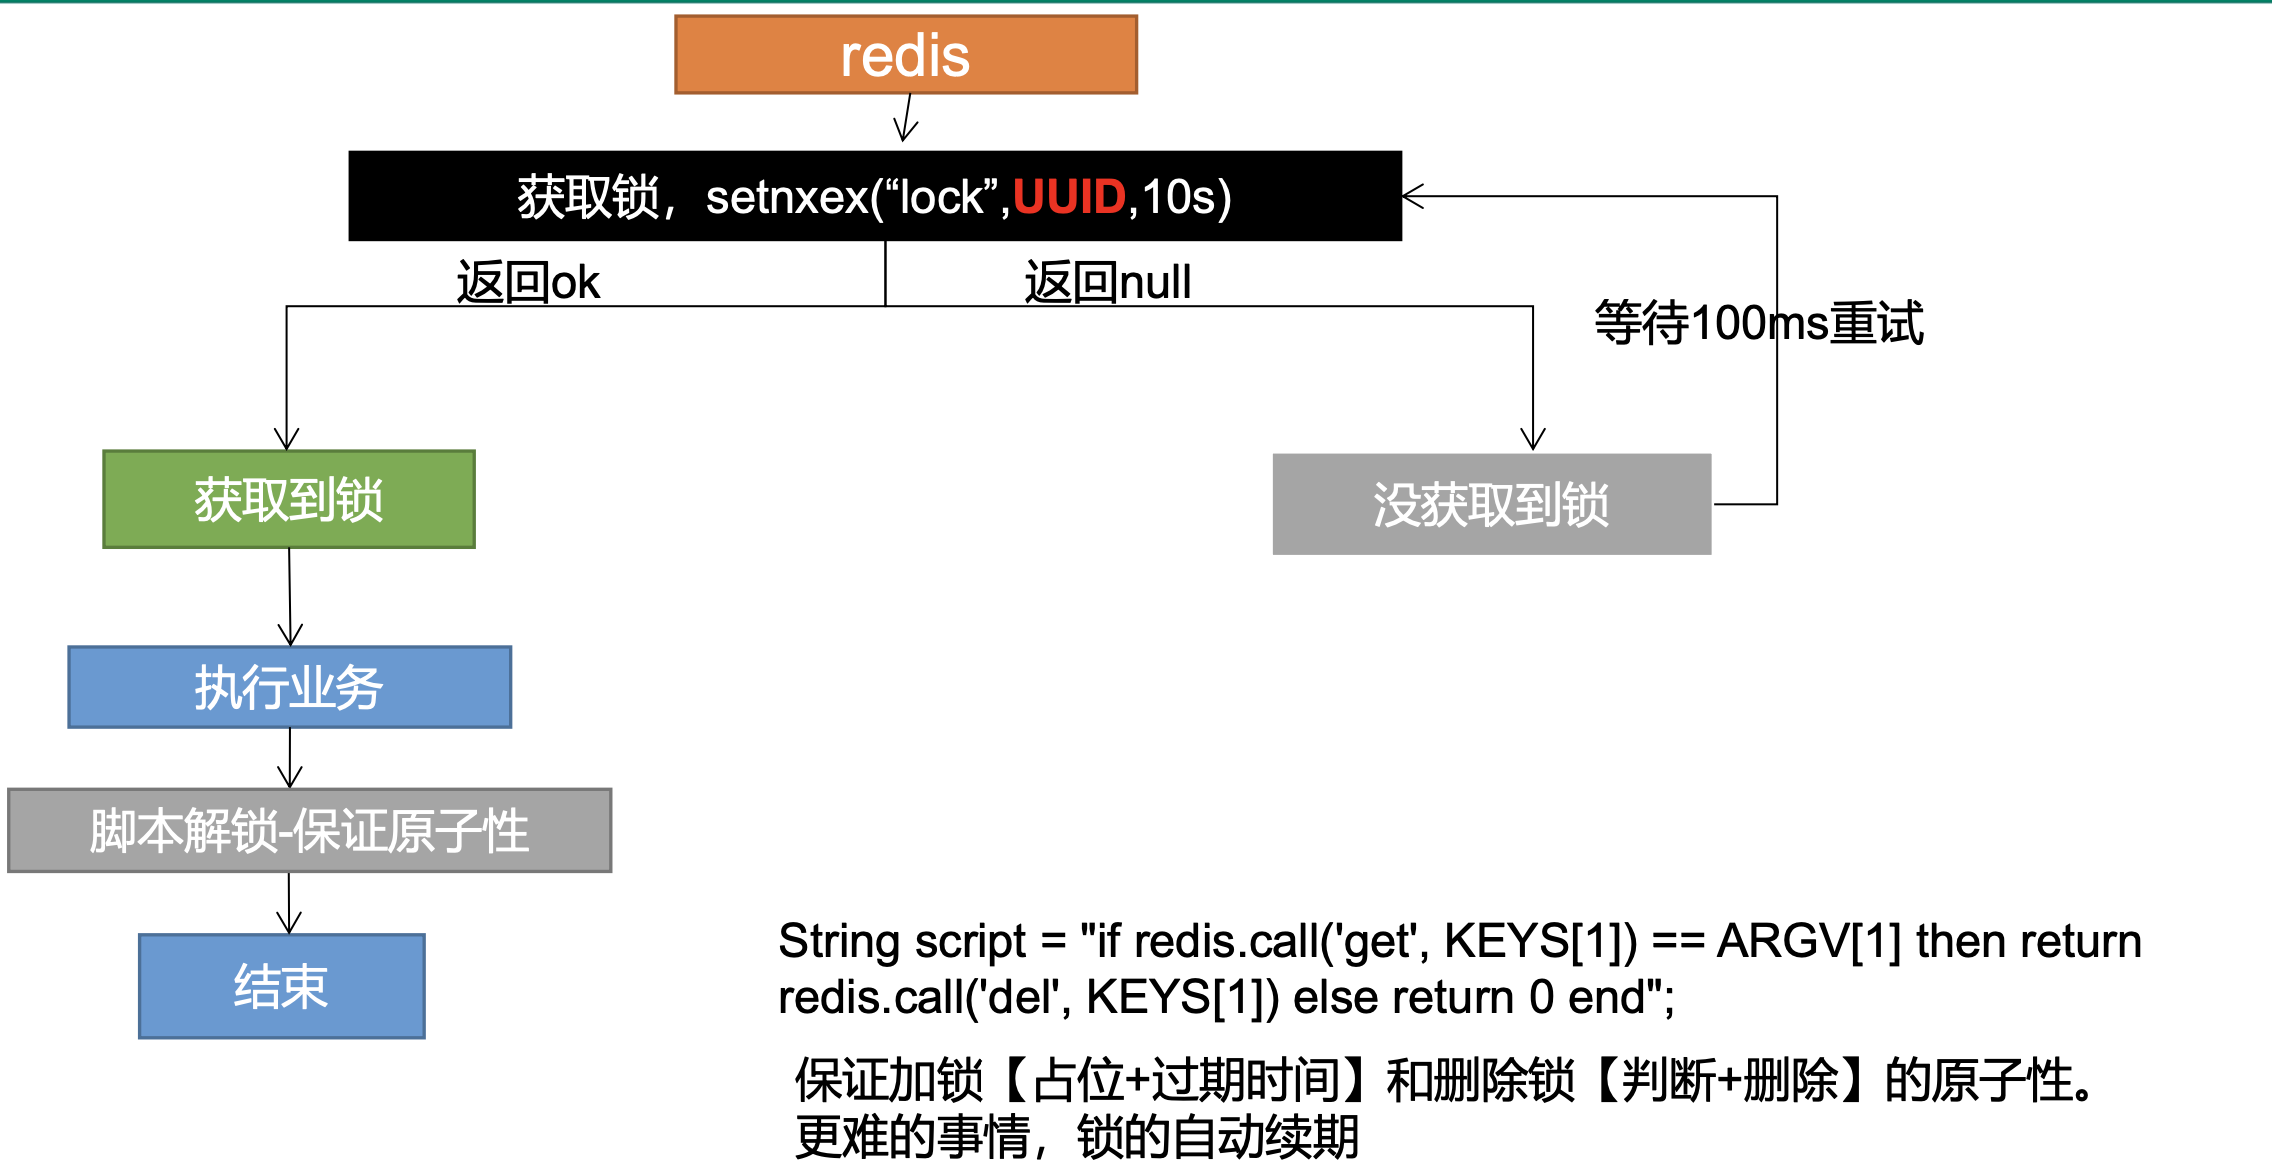 redis
获取锁，setnxex(“lock”,UUID,10s)
返回ok
返回null
等待100ms重试
获取到锁
没获取到锁
执行业务
脚本解锁-保证原子性
结束
String script = "if redis.call('get', KEYS[1]) == ARGV[1] then return
redis.call('del', KEYS[1]) else return 0 end";
保证加锁【占位+过期时间】和删除锁【判断+删除】的原子性。
更难的事情，锁的自动续期